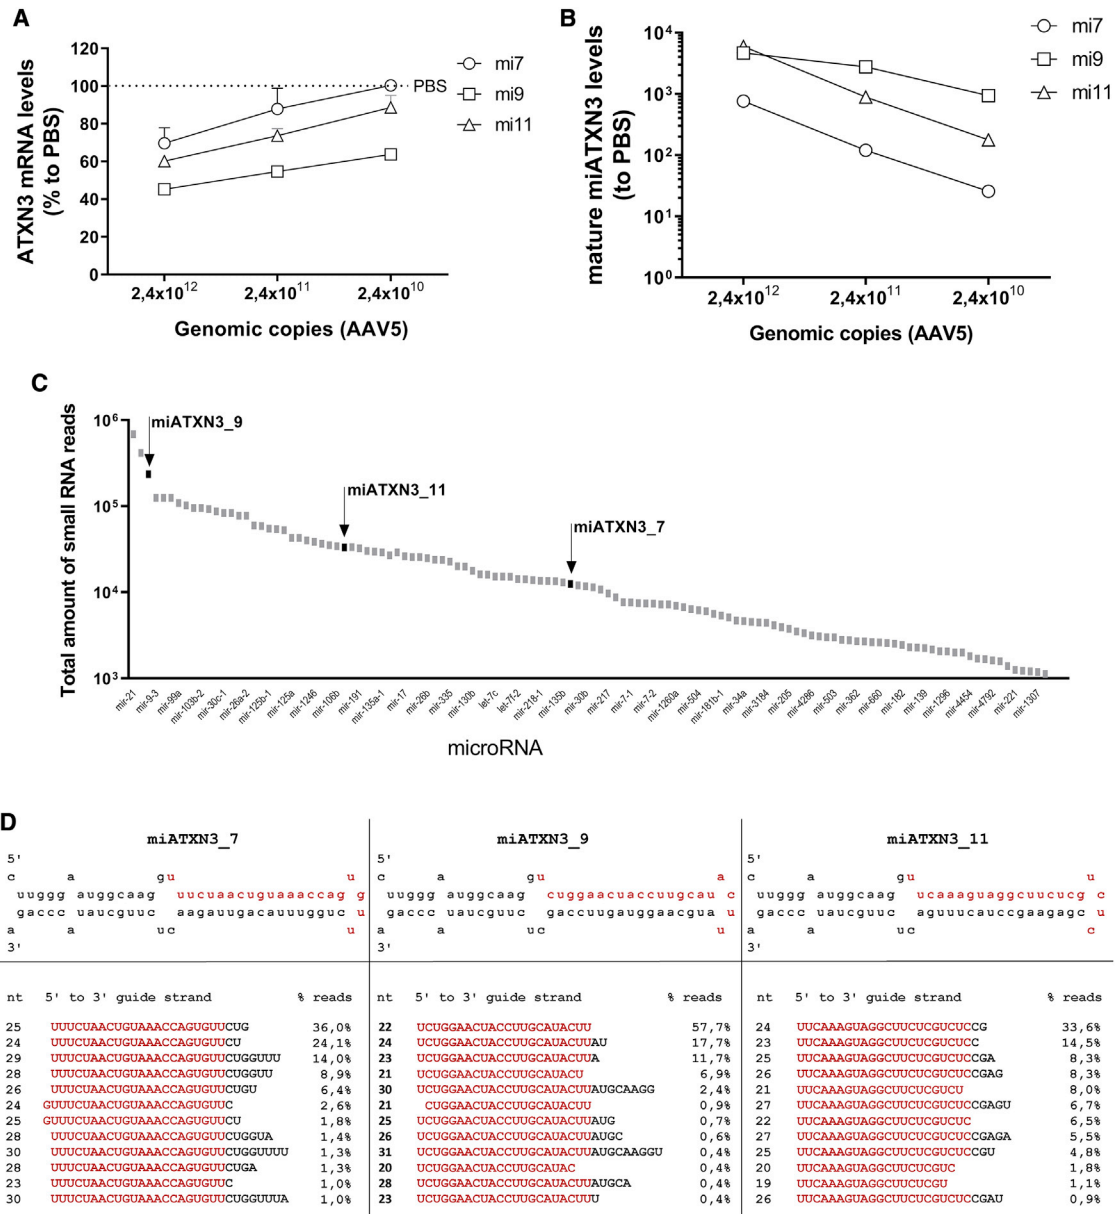 A
120
100
80
60
40
20
0
ATXN3 mRNA levels
(% to PBS)
PBS
mi7
mi9
mi11
2,4x10¹²
2,4x10¹¹
2,4x10¹⁰
Genomic copies (AAV5)
B
10⁴
10³
10²
10¹
10⁰
mature miATXN3 levels
(to PBS)
mi7
mi9
mi11
2,4x10¹²
2,4x10¹¹
2,4x10¹⁰
Genomic copies (AAV5)
C
Total amount of small RNA reads
10⁶
10⁵
10⁴
10³
miATXN3_9
miATXN3_11
miATXN3_7
mir-21
mir-9-3
mir-99a
mir-103b-2
mir-30c-1
mir-26a-2
mir-125b-1
mir-125a
mir-1246
mir-106b
mir-191
mir-135a-1
mir-17
mir-26b
mir-335
mir-130b
let-7c
let-7f-2
mir-218-1
mir-135b
mir-30b
mir-217
mir-7-1
mir-7-2
mir-1260a
mir-504
mir-181b-1
mir-34a
mir-3184
mir-205
mir-4286
mir-503
mir-362
mir-660
mir-182
mir-139
mir-1296
mir-4454
mir-4792
mir-221
mir-1307
microRNA
D
miATXN3_7
5'
c a gu u
uuggg auggcaag uucuaacuguaaaccag g
gaccc uaucguuc aagauugacauuugguc u
a a uc u
3'
nt 5' to 3' guide strand % reads
25 UUUCUAACUGUAAACCAGUGUUCUG 36,0%
24 UUUCUAACUGUAAACCAGUGUUCU 24,1%
29 UUUCUAACUGUAAACCAGUGUUCUGGUUU 14,0%
28 UUUCUAACUGUAAACCAGUGUUCUGGUU 8,9%
26 UUUCUAACUGUAAACCAGUGUUCUGU 6,4%
24 GUUUCUAACUGUAAACCAGUGUUC 2,6%
25 GUUUCUAACUGUAAACCAGUGUUCU 1,8%
28 UUUCUAACUGUAAACCAGUGUUCUGGUA 1,4%
30 UUUCUAACUGUAAACCAGUGUUCUGGUUUU 1,3%
28 UUUCUAACUGUAAACCAGUGUUCUGA 1,3%
23 UUUCUAACUGUAAACCAGUGUUC 1,0%
30 UUUCUAACUGUAAACCAGUGUUCUGGUUUA 1,0%
miATXN3_9
5'
c a gu a
uuggg auggcaag cuggaacuaccuugcau c
gaccc uaucguuc gaccuugauggaacgua u
a a uc u
3'
nt 5' to 3' guide strand % reads
22 UCUGGAACUACCUUGCAUACUU 57,7%
24 UCUGGAACUACCUUGCAUACUUAU 17,7%
23 UCUGGAACUACCUUGCAUACUUA 11,7%
21 UCUGGAACUACCUUGCAUACU 6,9%
30 UCUGGAACUACCUUGCAUACUUAUGCAAGG 2,4%
21 CUGGAACUACCUUGCAUACUU 0,9%
25 UCUGGAACUACCUUGCAUACUUAUG 0,7%
26 UCUGGAACUACCUUGCAUACUUAUGC 0,6%
31 UCUGGAACUACCUUGCAUACUUAUGCAAGGU 0,4%
20 UCUGGAACUACCUUGCAUAC 0,4%
28 UCUGGAACUACCUUGCAUACUUAUGCA 0,4%
23 UCUGGAACUACCUUGCAUACUUU 0,4%
miATXN3_11
5'
c a gu u
uuggg auggcaag ucaaaguaggcuucucg c
gaccc uaucguuc aguuucauccgaagagc u
a a uc c
3'
nt 5' to 3' guide strand % reads
24 UUCAAAGUAGGCUUCUCGUCUCCG 33,6%
23 UUCAAAGUAGGCUUCUCGUCUCC 14,5%
25 UUCAAAGUAGGCUUCUCGUCUCCGA 8,3%
26 UUCAAAGUAGGCUUCUCGUCUCCGAG 8,3%
21 UUCAAAGUAGGCUUCUCGUCU 8,0%
27 UUCAAAGUAGGCUUCUCGUCUCCGAGU 6,7%
22 UUCAAAGUAGGCUUCUCGUCUC 6,5%
27 UUCAAAGUAGGCUUCUCGUCUCCGAGA 5,5%
25 UUCAAAGUAGGCUUCUCGUCUCCGU 4,8%
20 UUCAAAGUAGGCUUCUCGUC 1,8%
19 UUCAAAGUAGGCUUCUCGU 1,1%
26 UUCAAAGUAGGCUUCUCGUCUCCGAU 0,9%